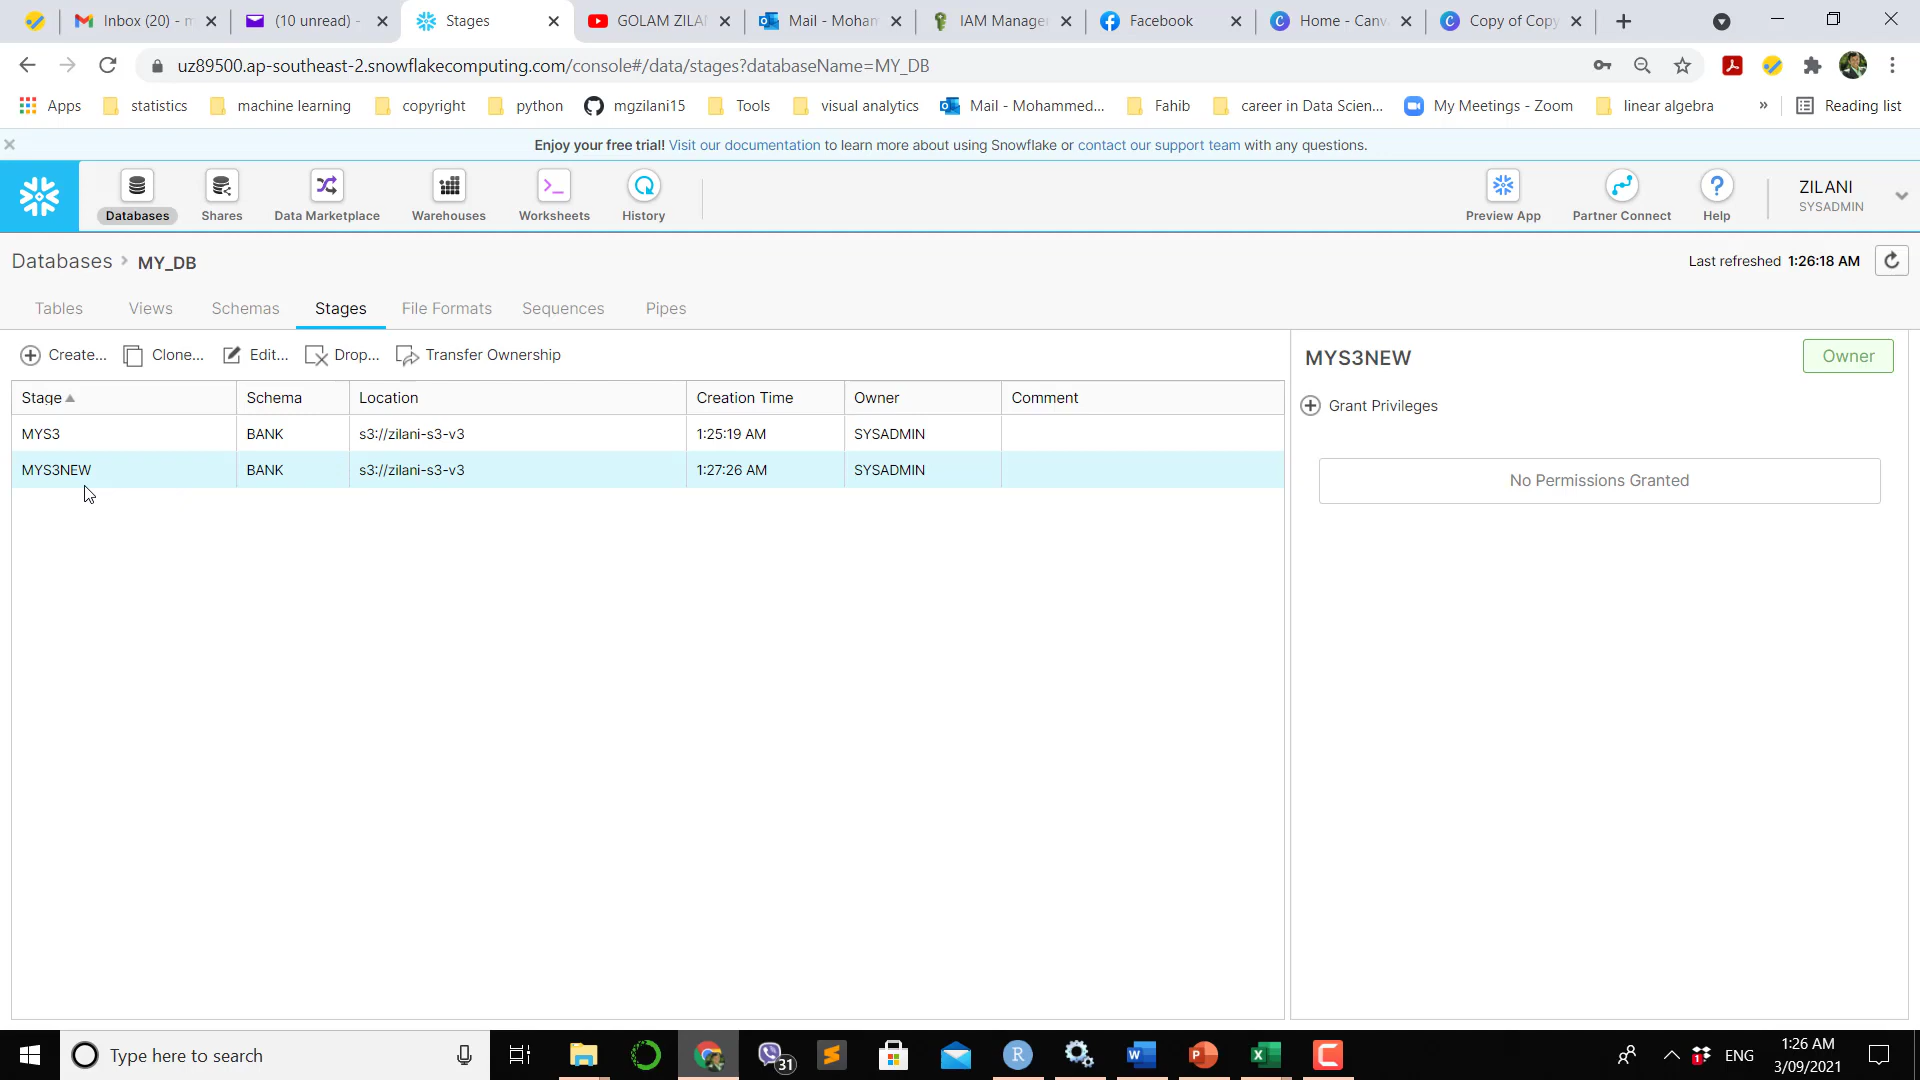 Inbox (20) - m
(10 unread) -
Stages
GOLAM ZILAN
Mail - Moham
IAM Manage
Facebook
Home - Canv
Copy of Copy
uz89500.ap-southeast-2.snowflakecomputing.com/console#/data/stages?databaseName=MY_DB
Apps
statistics
machine learning
copyright
python
mgzilani15
Tools
visual analytics
Mail - Mohammed...
Fahib
career in Data Scien...
My Meetings - Zoom
linear algebra
»
Reading list
Enjoy your free trial! Visit our documentation to learn more about using Snowflake or contact our support team with any questions.
Databases
Shares
Data Marketplace
Warehouses
Worksheets
History
Preview App
Partner Connect
Help
ZILANI
SYSADMIN
Databases > MY_DB
Last refreshed 1:26:18 AM
Tables
Views
Schemas
Stages
File Formats
Sequences
Pipes
Create...
Clone...
Edit...
Drop...
Transfer Ownership
MYS3NEW
Owner
Stage Schema Location Creation Time Owner Comment
Grant Privileges
MYS3 BANK s3://zilani-s3-v3 1:25:19 AM SYSADMIN
MYS3NEW BANK s3://zilani-s3-v3 1:27:26 AM SYSADMIN
No Permissions Granted
Type here to search
31
1
ENG
1:26 AM
3/09/2021